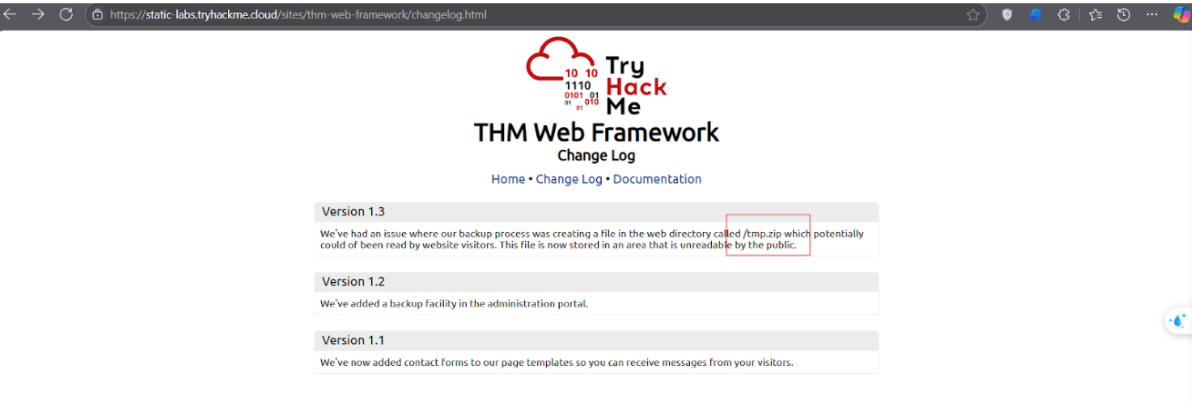 https://static-labs.tryhackme.cloud/sites/thm-web-framework/changelog.html
10 10
1110
0101 01
01 010
01
Try
Hack
Me
THM Web Framework
Change Log
Home • Change Log • Documentation
Version 1.3
We've had an issue where our backup process was creating a file in the web directory called /tmp.zip which potentially
could of been read by website visitors. This file is now stored in an area that is unreadable by the public.
Version 1.2
We've added a backup facility in the administration portal.
Version 1.1
We've now added contact forms to our page templates so you can receive messages from your visitors.